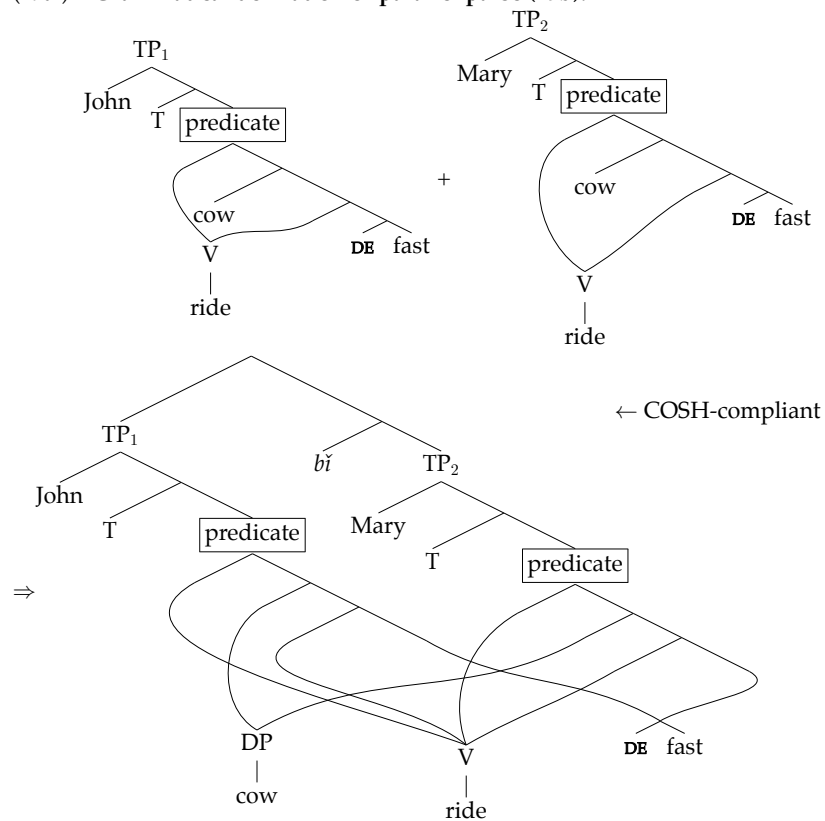 TP₁
John
T
predicate
cow
DE fast
V
ride
+
TP₂
Mary
T
predicate
cow
DE fast
V
ride
← COSH-compliant
⇒
TP₁
bǐ
TP₂
John
Mary
T
predicate
T
predicate
DP
V
DE fast
cow
ride